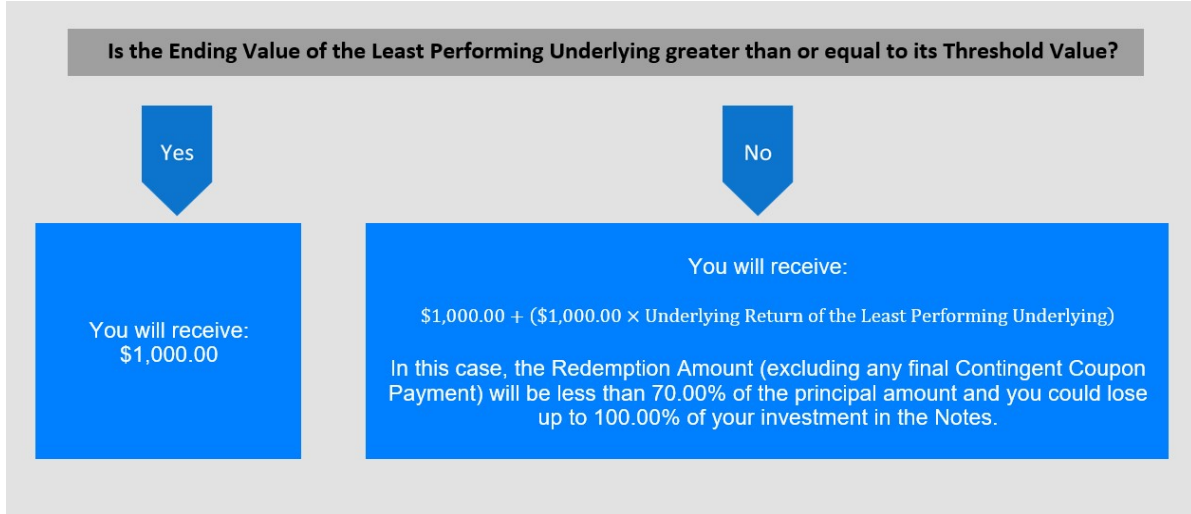 Is the Ending Value of the Least Performing Underlying greater than or equal to its Threshold Value?
Yes
No
You will receive:
$1,000.00
You will receive:
$1,000.00 + ($1,000.00 × Underlying Return of the Least Performing Underlying)
In this case, the Redemption Amount (excluding any final Contingent Coupon
Payment) will be less than 70.00% of the principal amount and you could lose
up to 100.00% of your investment in the Notes.